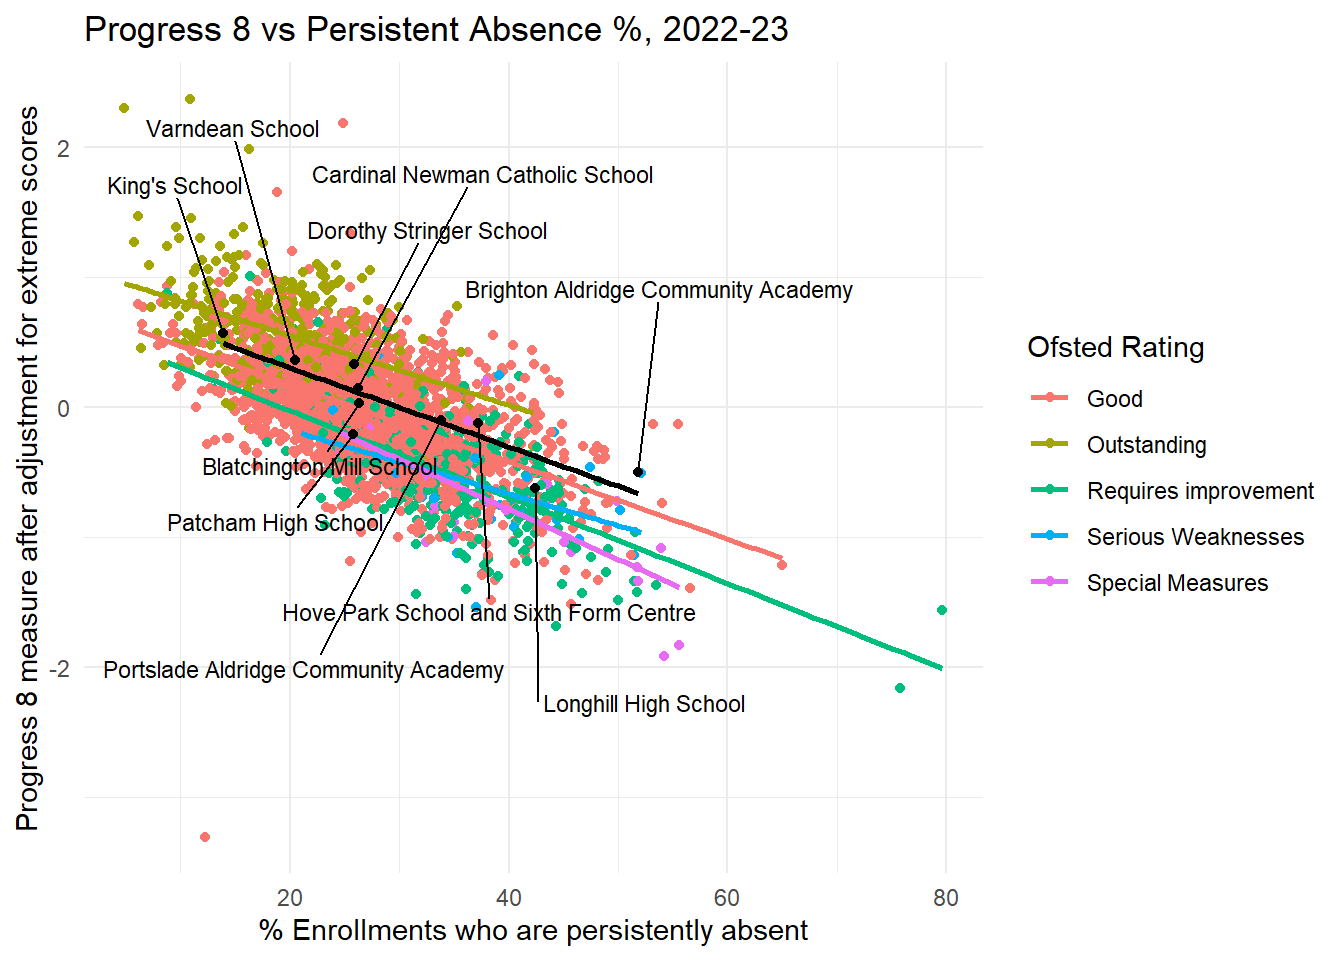 Progress 8 vs Persistent Absence %, 2022-23
Progress 8 measure after adjustment for extreme scores
2
0
-2
Varndean School
King's School
Cardinal Newman Catholic School
Dorothy Stringer School
Brighton Aldridge Community Academy
Blatchington Mill School
Patcham High School
Hove Park School and Sixth Form Centre
Portslade Aldridge Community Academy
Longhill High School
20
40
60
80
% Enrollments who are persistently absent
Ofsted Rating
Good
Outstanding
Requires improvement
Serious Weaknesses
Special Measures